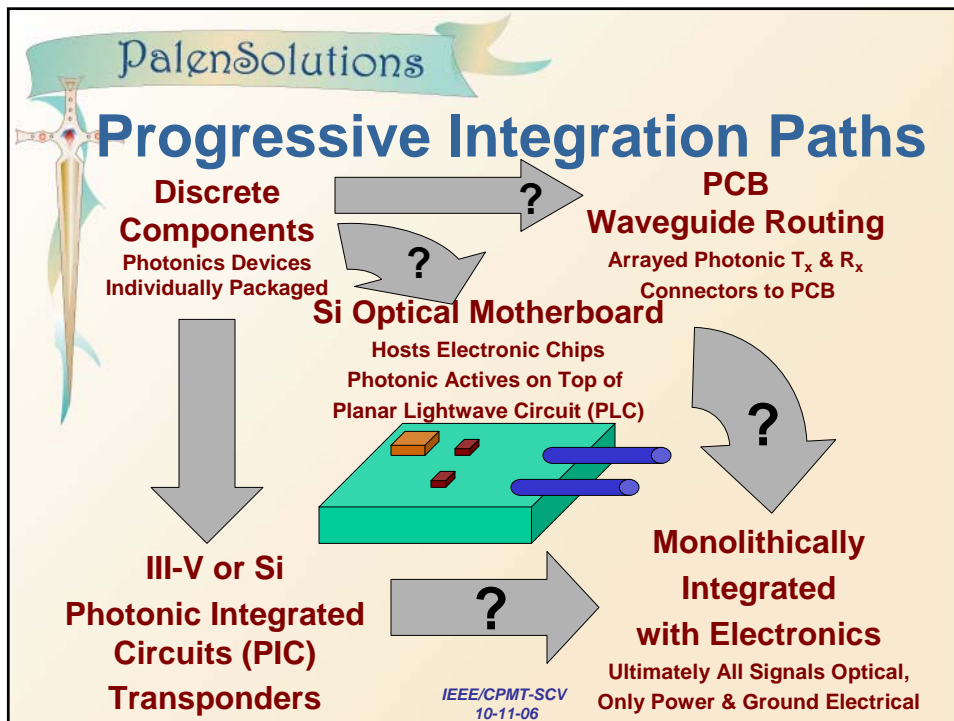 PalenSolutions
Progressive Integration Paths
Discrete
Components
Photonics Devices
Individually Packaged
?
PCB
Waveguide Routing
Arrayed Photonic Tx & Rx
Connectors to PCB
?
Si Optical Motherboard
Hosts Electronic Chips
Photonic Actives on Top of
Planar Lightwave Circuit (PLC)
?
III-V or Si
Photonic Integrated
Circuits (PIC)
Transponders
?
Monolithically
Integrated
with Electronics
Ultimately All Signals Optical,
Only Power & Ground Electrical
IEEE/CPMT-SCV
10-11-06